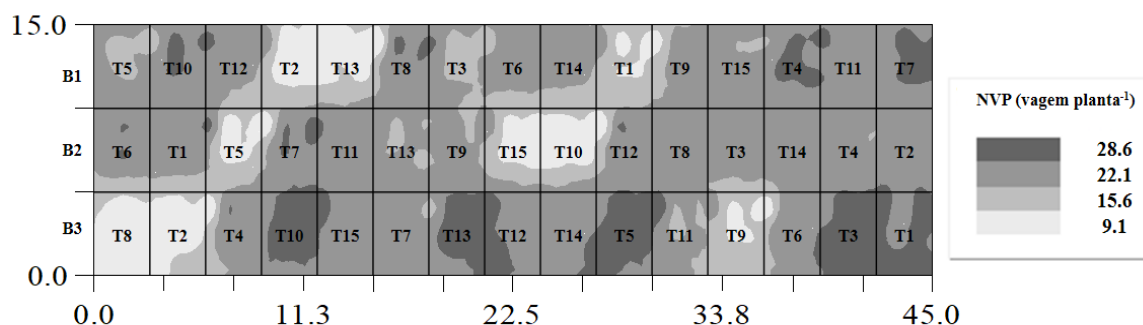 15.0
B1 T5 T10 T12 T2 T13 T8 T3 T6 T14 T1 T9 T15 T4 T11 T7
B2 T6 T1 T5 T7 T11 T13 T9 T15 T10 T12 T8 T3 T14 T4 T2
B3 T8 T2 T4 T10 T15 T7 T13 T12 T14 T5 T11 T9 T6 T3 T1
0.0
0.0 11.3 22.5 33.8 45.0
NVP (vagem planta⁻¹)
28.6
22.1
15.6
9.1